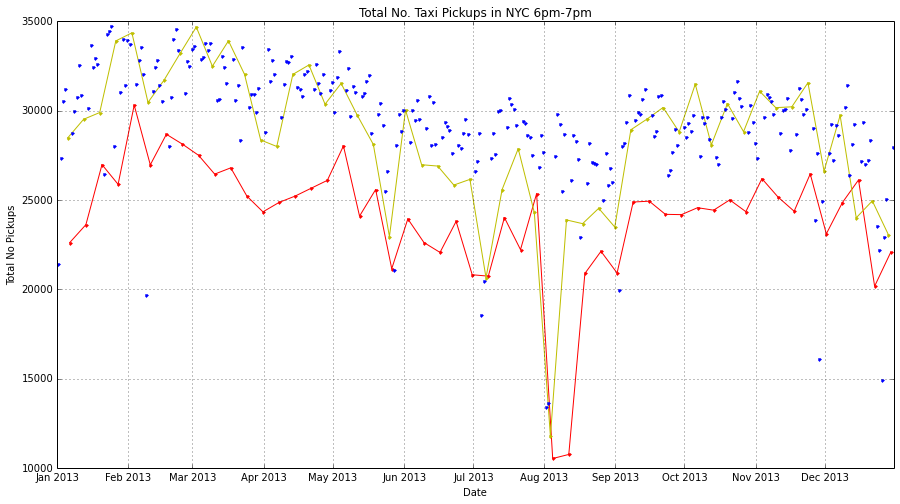 Total No. Taxi Pickups in NYC 6pm-7pm
35000
30000
25000
20000
15000
10000
Total No Pickups
Jan 2013 Feb 2013 Mar 2013 Apr 2013 May 2013 Jun 2013 Jul 2013 Aug 2013 Sep 2013 Oct 2013 Nov 2013 Dec 2013
Date